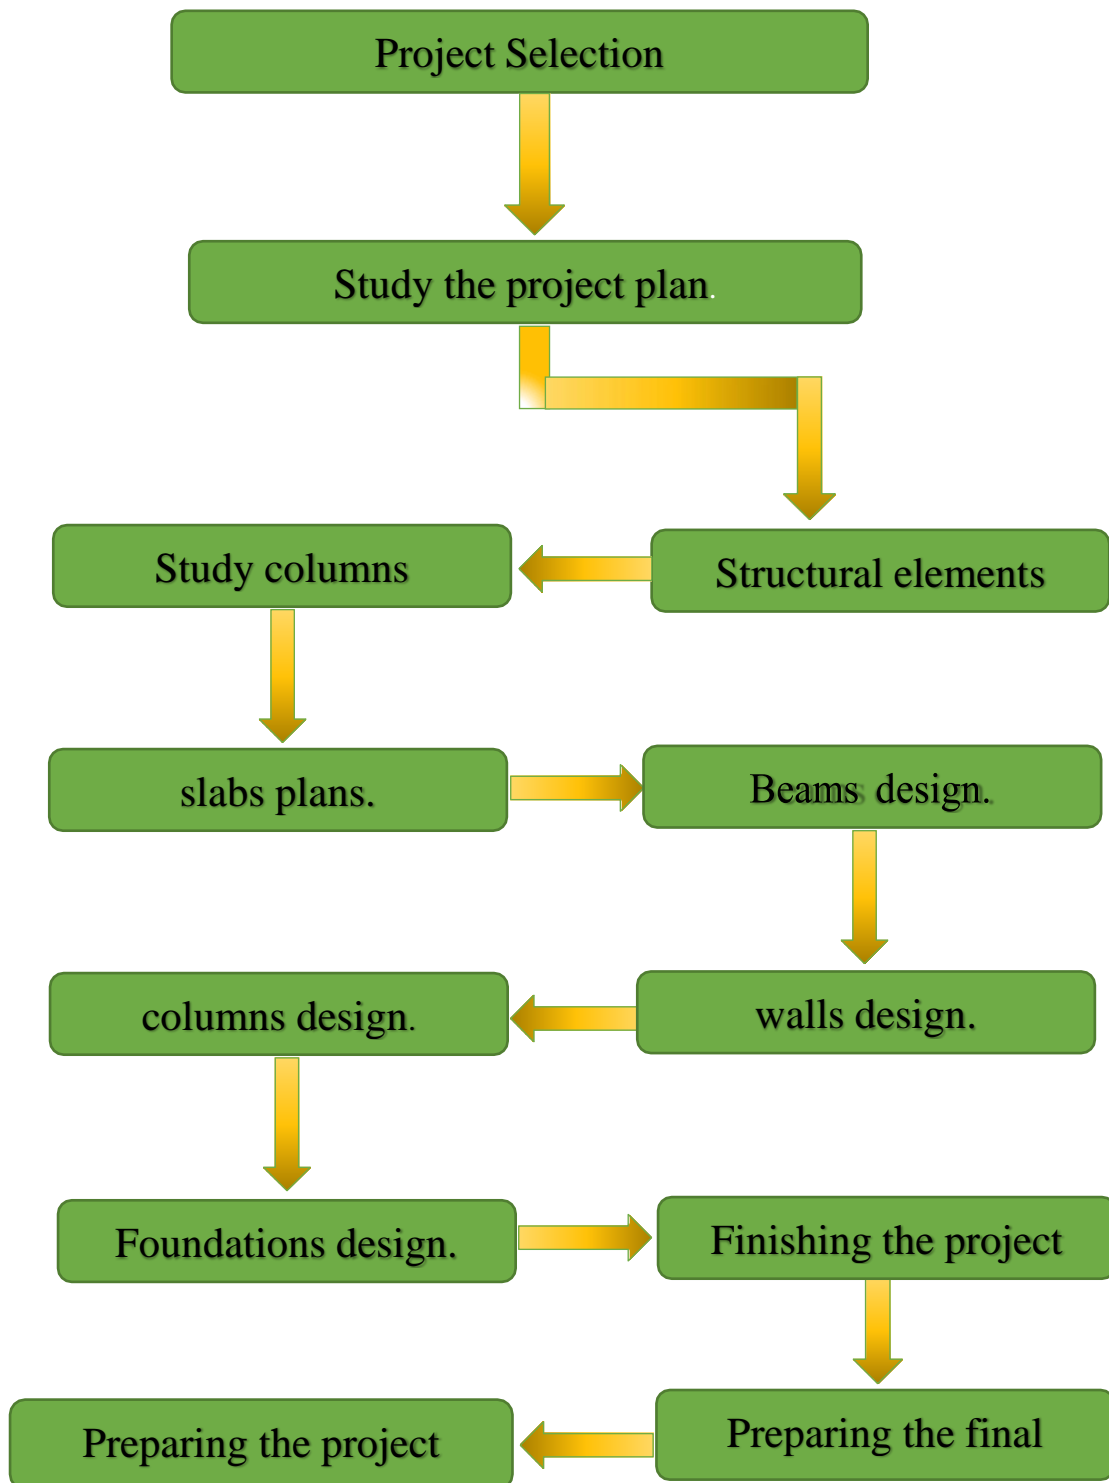 Project Selection
Study the project plan.
Study columns
Structural elements
slabs plans.
Beams design.
columns design.
walls design.
Foundations design.
Finishing the project
Preparing the project
Preparing the final